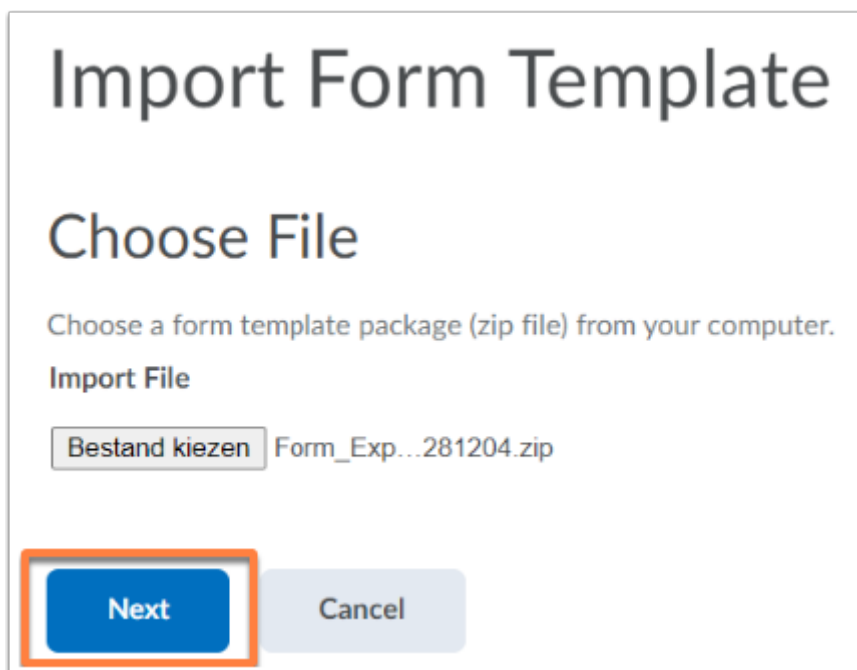 Import Form Template
Choose File
Choose a form template package (zip file) from your computer.
Import File
Bestand kiezen Form_Exp...281204.zip
Next Cancel